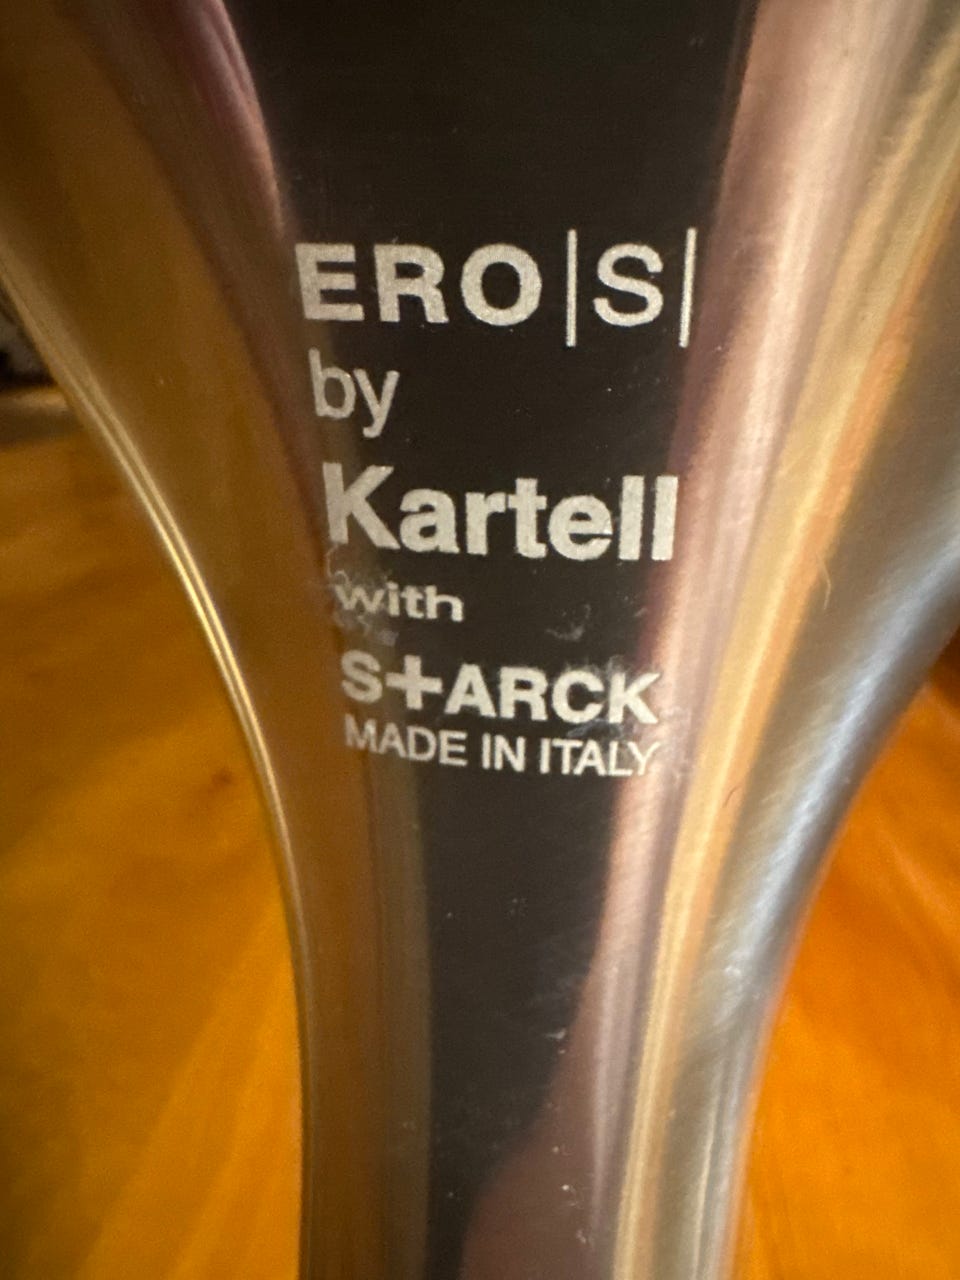 ERO|S|
by
Kartell
with
S+ARCK
MADE IN ITALY